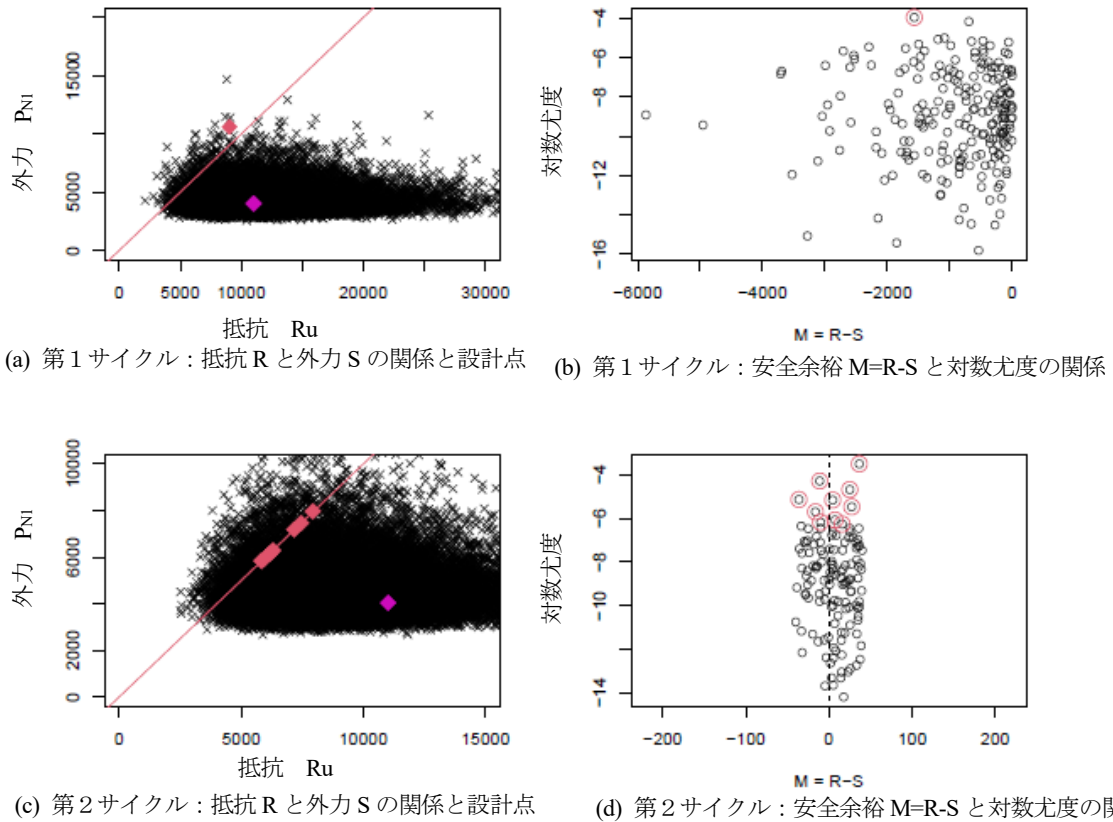 外力 PN1
0 5000 10000 15000
0 5000 10000 20000 30000
抵抗 Ru
(a) 第１サイクル：抵抗 R と外力 S の関係と設計点
対数尤度
−16 −12 −8 −6 −4
−6000 −4000 −2000 0
M = R−S
(b) 第１サイクル：安全余裕 M=R-S と対数尤度の関係
外力 PN1
0 2000 4000 6000 10000
0 5000 10000 15000
抵抗 Ru
(c) 第２サイクル：抵抗 R と外力 S の関係と設計点
対数尤度
−14 −10 −8 −6 −4
−200 −100 0 100 200
M = R−S
(d) 第２サイクル：安全余裕 M=R-S と対数尤度の